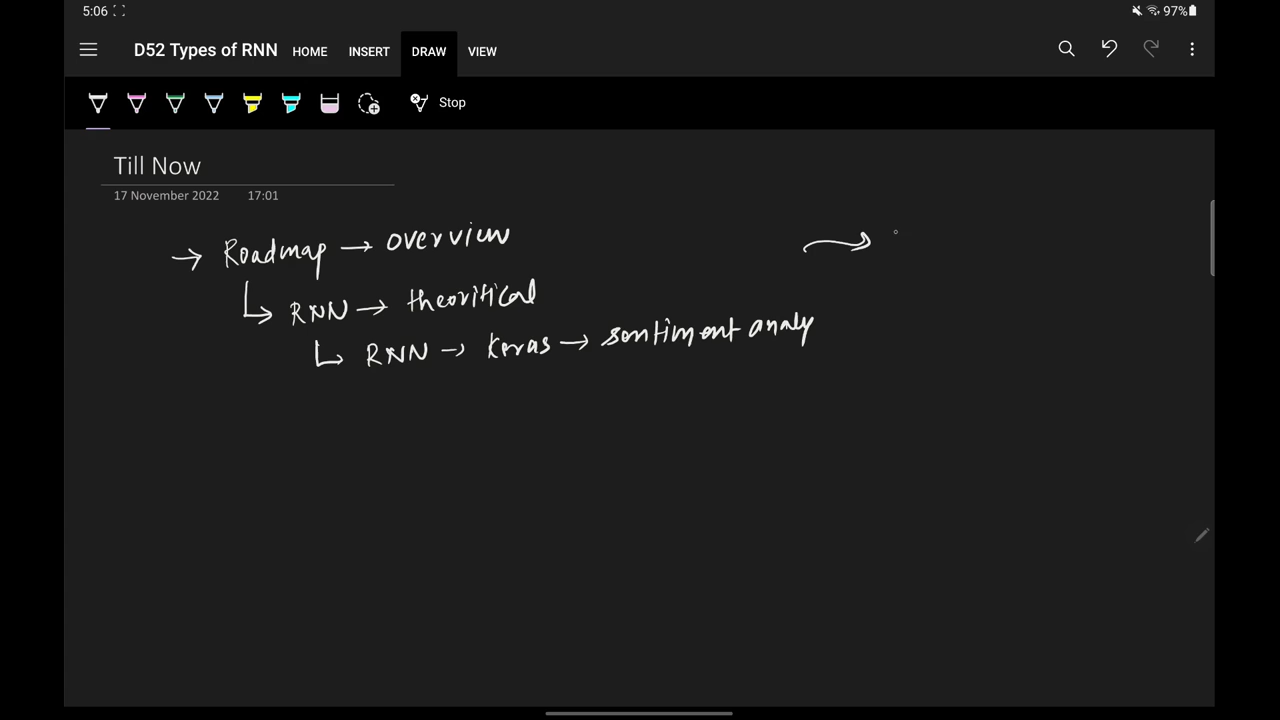 5:06 97%
D52 Types of RNN HOME INSERT DRAW VIEW
Stop
Till Now
17 November 2022 17:01
→ Roadmap → overview
↳ RNN → theoritical
↳ RNN → Keras → sentiment analy